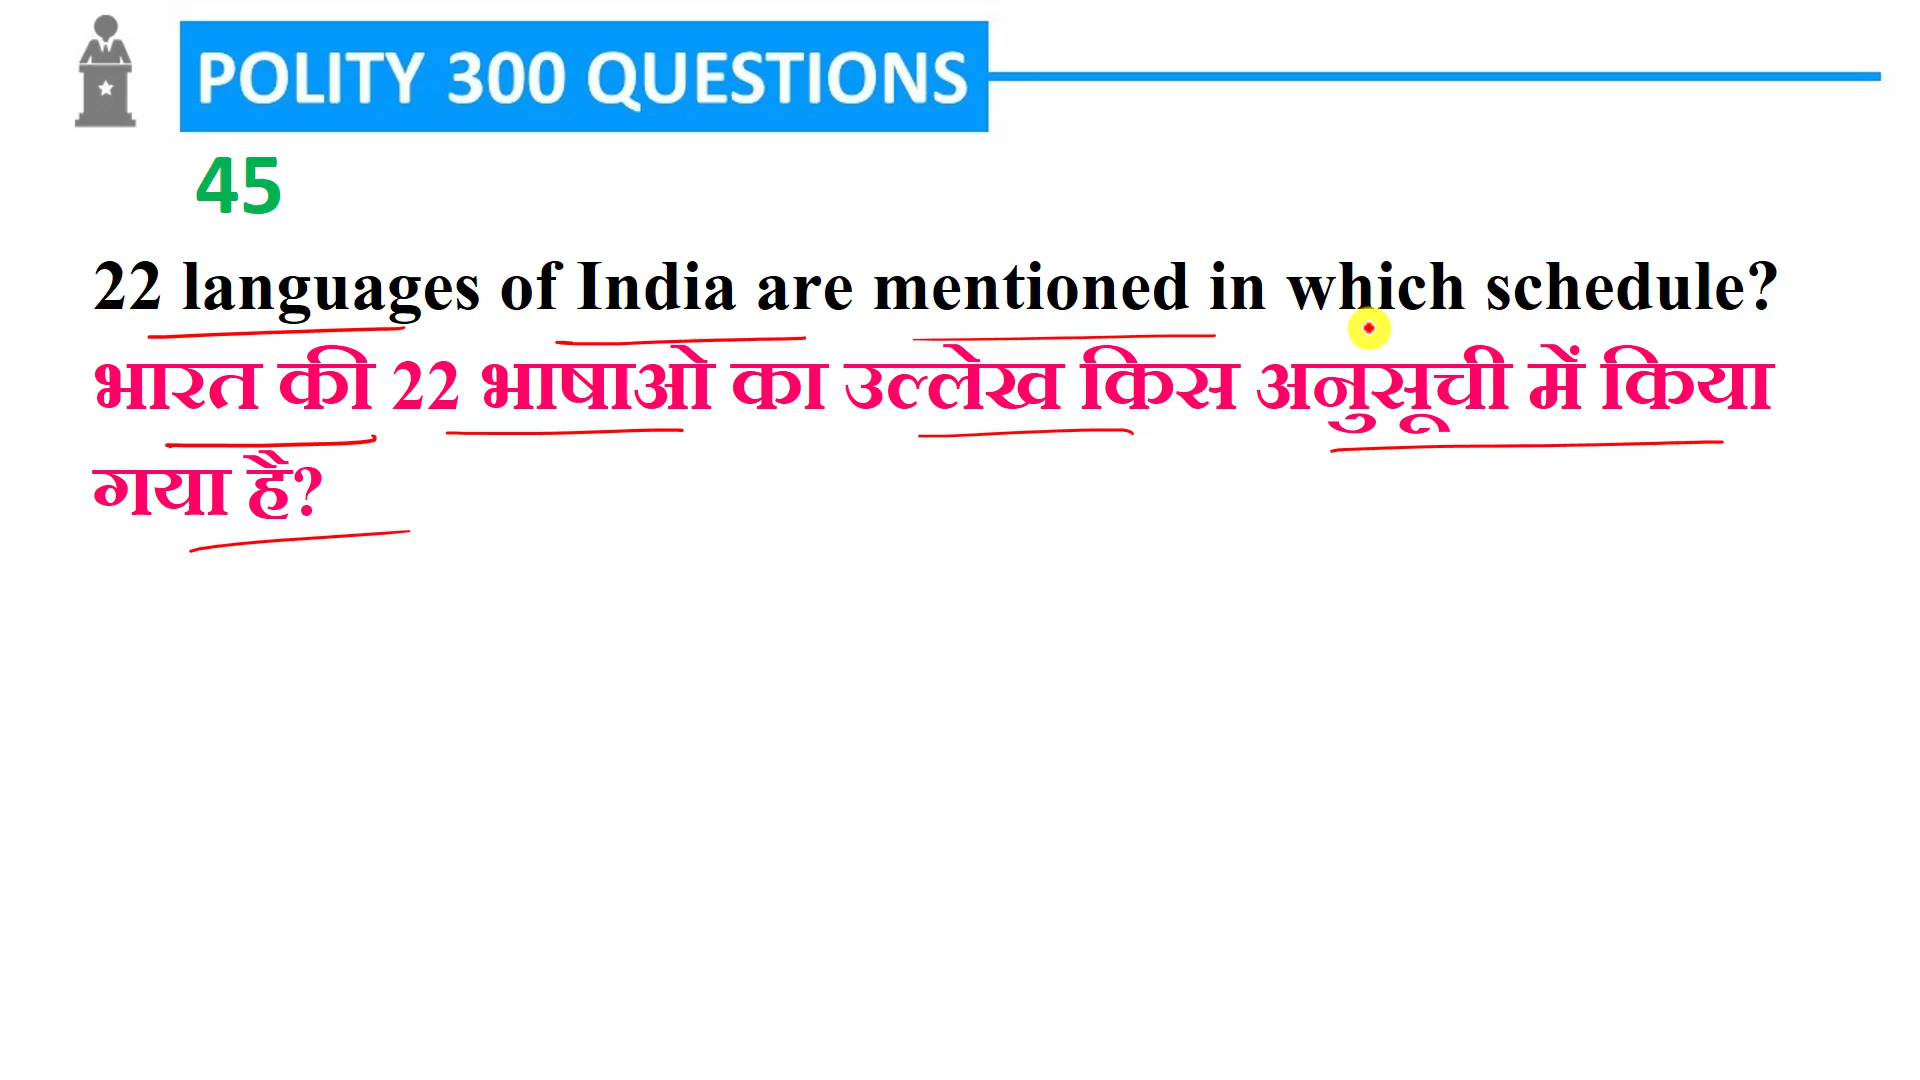 POLITY 300 QUESTIONS
45
22 languages of India are mentioned in which schedule?
भारत की 22 भाषाओ का उल्लेख किस अनुसूची में किया
गया है?